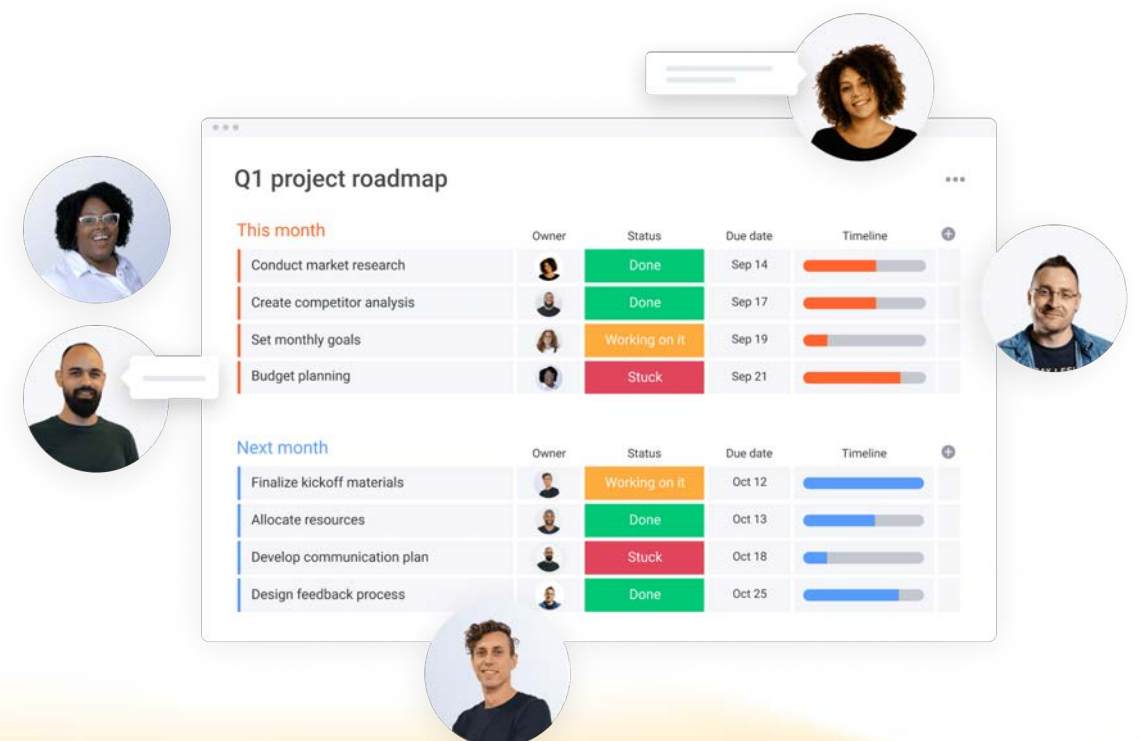 Q1 project roadmap
This month Owner Status Due date Timeline
Conduct market research Done Sep 14
Create competitor analysis Done Sep 17
Set monthly goals Working on it Sep 19
Budget planning Stuck Sep 21
Next month Owner Status Due date Timeline
Finalize kickoff materials Working on it Oct 12
Allocate resources Done Oct 13
Develop communication plan Stuck Oct 18
Design feedback process Done Oct 25